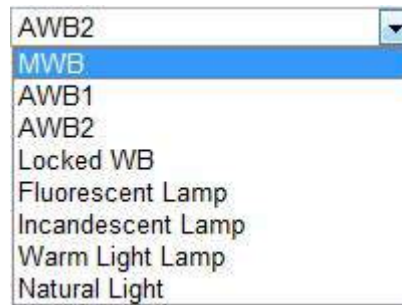 AWB2
MWB
AWB1
AWB2
Locked WB
Fluorescent Lamp
Incandescent Lamp
Warm Light Lamp
Natural Light